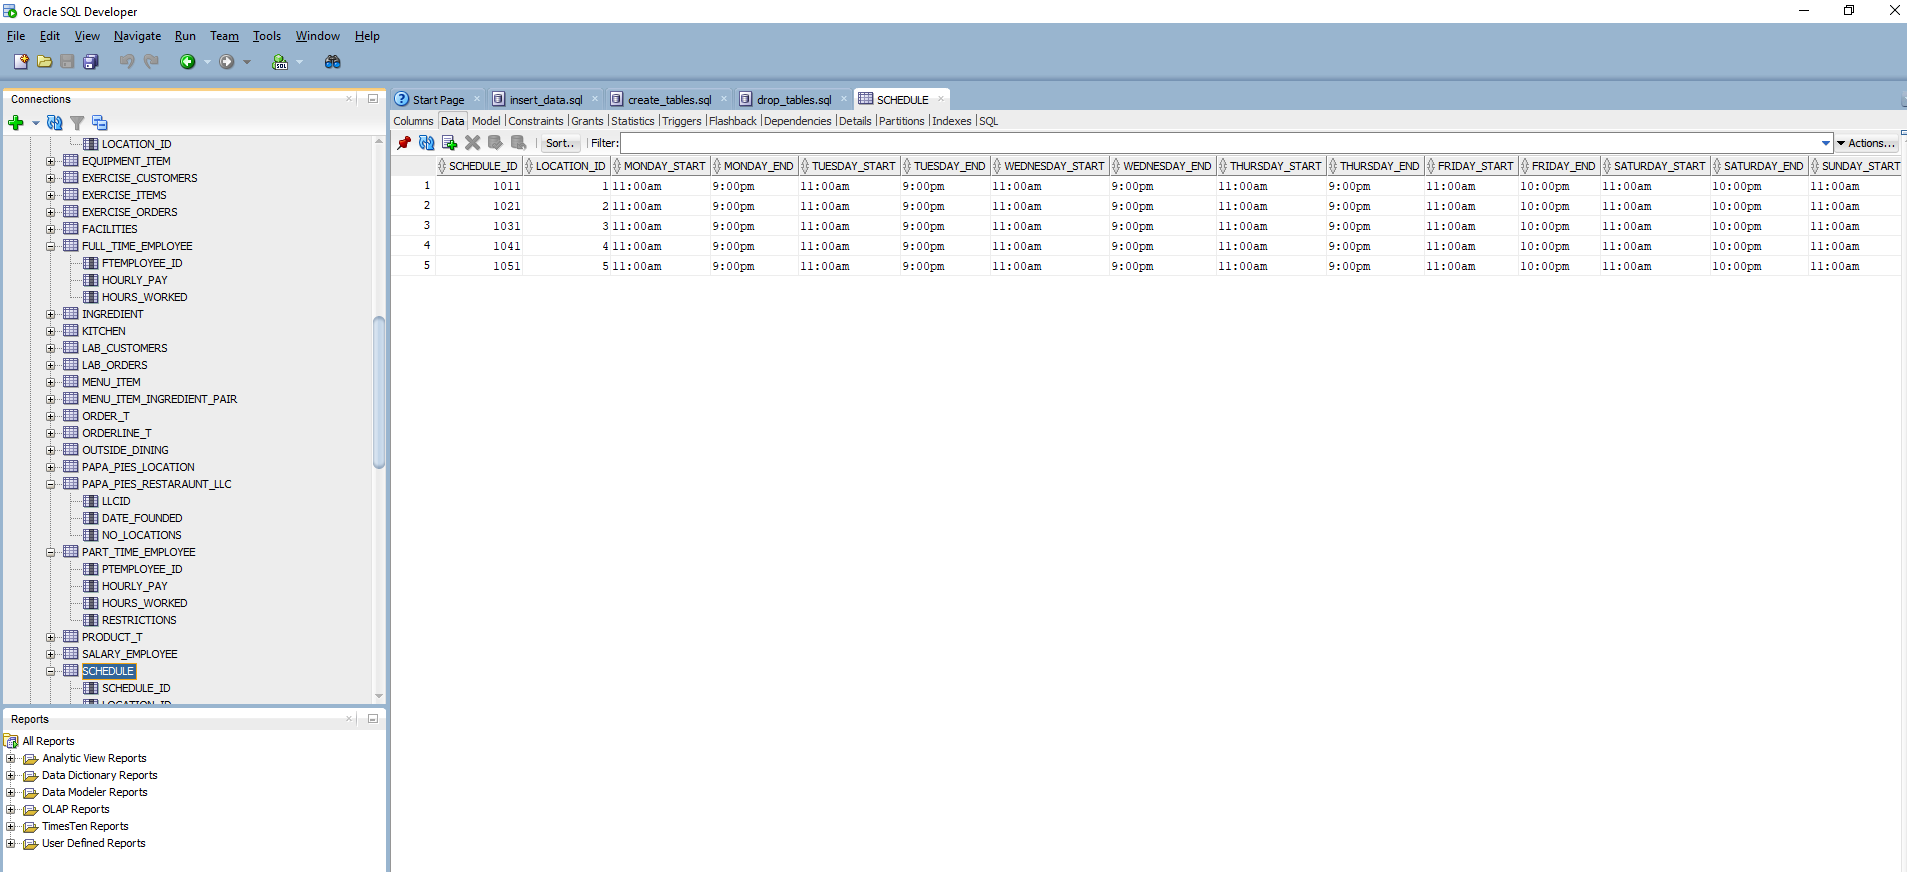 Oracle SQL Developer
File Edit View Navigate Run Team Tools Window Help
Connections
LOCATION_ID
EQUIPMENT_ITEM
EXERCISE_CUSTOMERS
EXERCISE_ITEMS
EXERCISE_ORDERS
FACILITIES
FULL_TIME_EMPLOYEE
FTEMPLOYEE_ID
HOURLY_PAY
HOURS_WORKED
INGREDIENT
KITCHEN
LAB_CUSTOMERS
LAB_ORDERS
MENU_ITEM
MENU_ITEM_INGREDIENT_PAIR
ORDER_T
ORDERLINE_T
OUTSIDE_DINING
PAPA_PIES_LOCATION
PAPA_PIES_RESTARAUNT_LLC
LLCID
DATE_FOUNDED
NO_LOCATIONS
PART_TIME_EMPLOYEE
PTEMPLOYEE_ID
HOURLY_PAY
HOURS_WORKED
RESTRICTIONS
PRODUCT_T
SALARY_EMPLOYEE
SCHEDULE
SCHEDULE_ID
LOCATION_ID
Reports
All Reports
Analytic View Reports
Data Dictionary Reports
Data Modeler Reports
OLAP Reports
TimesTen Reports
User Defined Reports
Start Page insert_data.sql create_tables.sql drop_tables.sql SCHEDULE
Columns Data Model Constraints Grants Statistics Triggers Flashback Dependencies Details Partitions Indexes SQL
Sort.. Filter: Actions...
SCHEDULE_ID LOCATION_ID MONDAY_START MONDAY_END TUESDAY_START TUESDAY_END WEDNESDAY_START WEDNESDAY_END THURSDAY_START THURSDAY_END FRIDAY_START FRIDAY_END SATURDAY_START SATURDAY_END SUNDAY_START
1 1011 1 11:00am 9:00pm 11:00am 9:00pm 11:00am 9:00pm 11:00am 9:00pm 11:00am 10:00pm 11:00am 10:00pm 11:00am
2 1021 2 11:00am 9:00pm 11:00am 9:00pm 11:00am 9:00pm 11:00am 9:00pm 11:00am 10:00pm 11:00am 10:00pm 11:00am
3 1031 3 11:00am 9:00pm 11:00am 9:00pm 11:00am 9:00pm 11:00am 9:00pm 11:00am 10:00pm 11:00am 10:00pm 11:00am
4 1041 4 11:00am 9:00pm 11:00am 9:00pm 11:00am 9:00pm 11:00am 9:00pm 11:00am 10:00pm 11:00am 10:00pm 11:00am
5 1051 5 11:00am 9:00pm 11:00am 9:00pm 11:00am 9:00pm 11:00am 9:00pm 11:00am 10:00pm 11:00am 10:00pm 11:00am